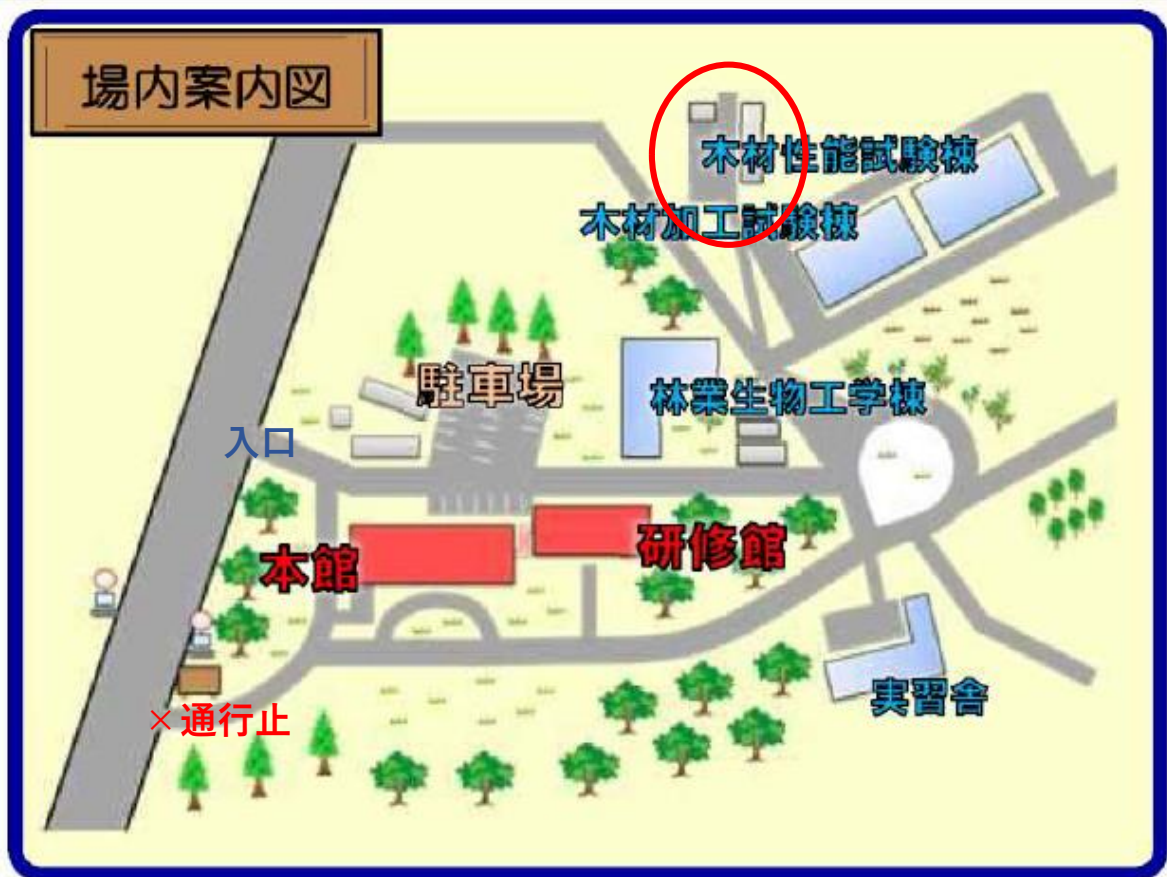 場内案内図
木材性能試験棟
木材加工試験棟
駐車場
林業生物工学棟
入口
本館
研修館
実習舎
×通行止